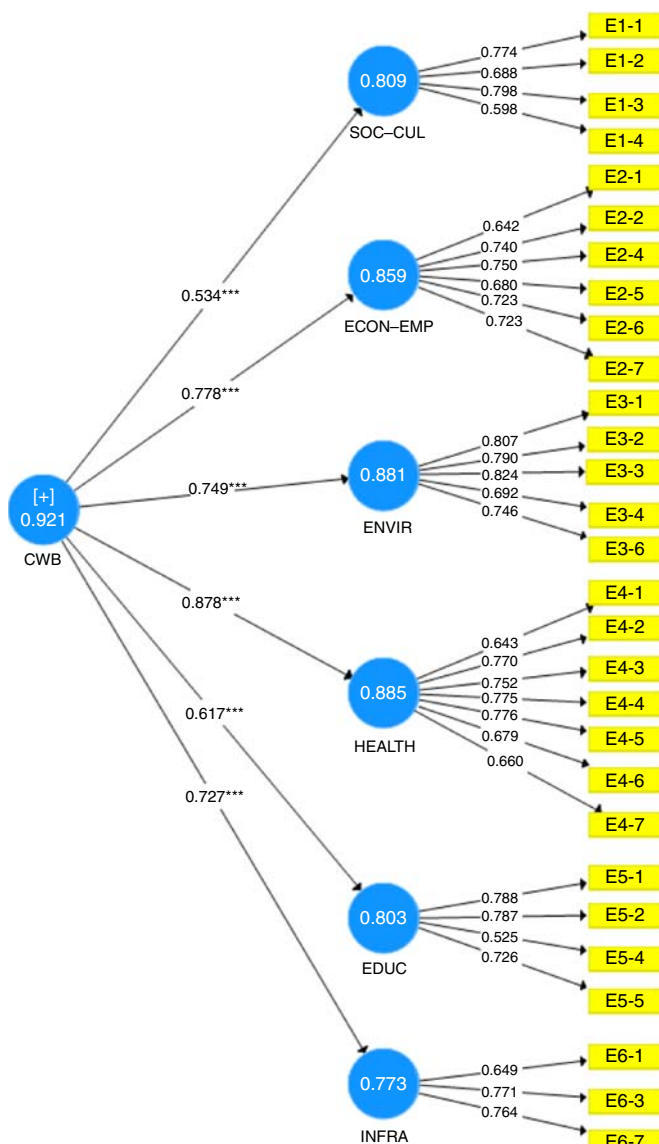 E1-1
0.774
E1-2
0.688
0.809
0.798
E1-3
0.598
SOC–CUL
E1-4
E2-1
0.642
E2-2
0.740
0.750
E2-4
0.859
0.680
E2-5
0.534***
0.723
ECON–EMP
0.723
E2-6
E2-7
0.778***
E3-1
0.807
E3-2
0.790
0.881
0.824
E3-3
0.749***
0.692
[+]
0.921
0.746
E3-4
ENVIR
E3-6
CWB
E4-1
0.878***
0.643
E4-2
0.770
0.752
E4-3
0.885
0.775
E4-4
0.617***
0.776
0.679
E4-5
HEALTH
0.660
E4-6
0.727***
E4-7
E5-1
0.788
0.803
0.787
E5-2
0.525
0.726
E5-4
EDUC
E5-5
E6-1
0.649
0.773
0.771
E6-3
0.764
INFRA
E6-7